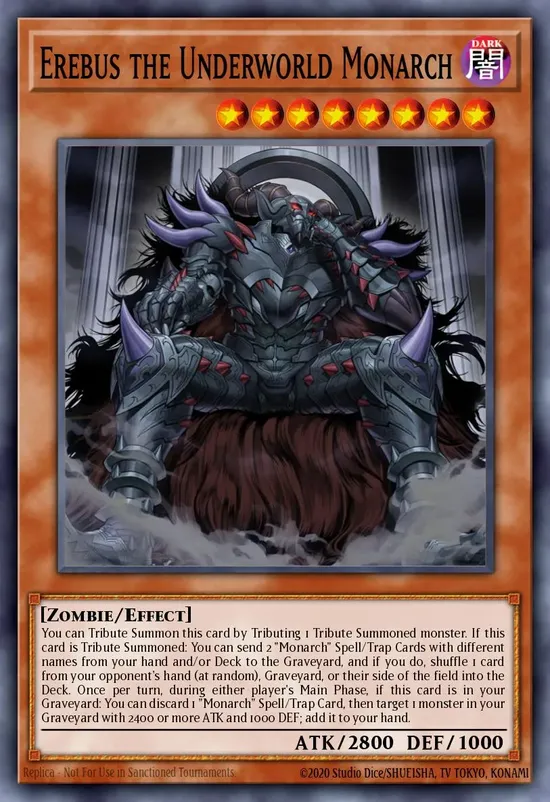 Erebus the Underworld Monarch
DARK
闇
[Zombie/Effect]
You can Tribute Summon this card by Tributing 1 Tribute Summoned monster. If this
card is Tribute Summoned: You can send 2 "Monarch" Spell/Trap Cards with different
names from your hand and/or Deck to the Graveyard, and if you do, shuffle 1 card
from your opponent's hand (at random), Graveyard, or their side of the field into the
Deck. Once per turn, during either player's Main Phase, if this card is in your
Graveyard: You can discard 1 "Monarch" Spell/Trap Card, then target 1 monster in your
Graveyard with 2400 or more ATK and 1000 DEF; add it to your hand.
ATK/2800 DEF/1000
Replica - Not For Use in Sanctioned Tournaments
©2020 Studio Dice/SHUEISHA, TV TOKYO, KONAMI